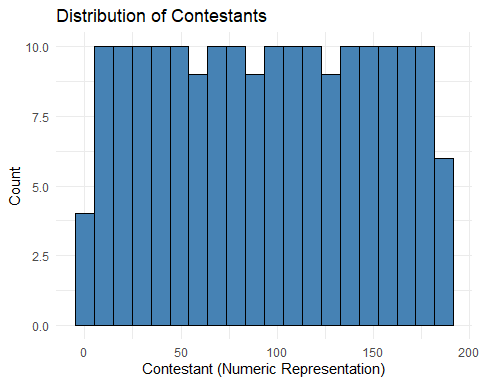 Distribution of Contestants
10.0
7.5
5.0
2.5
0.0
Count
0 50 100 150 200
Contestant (Numeric Representation)